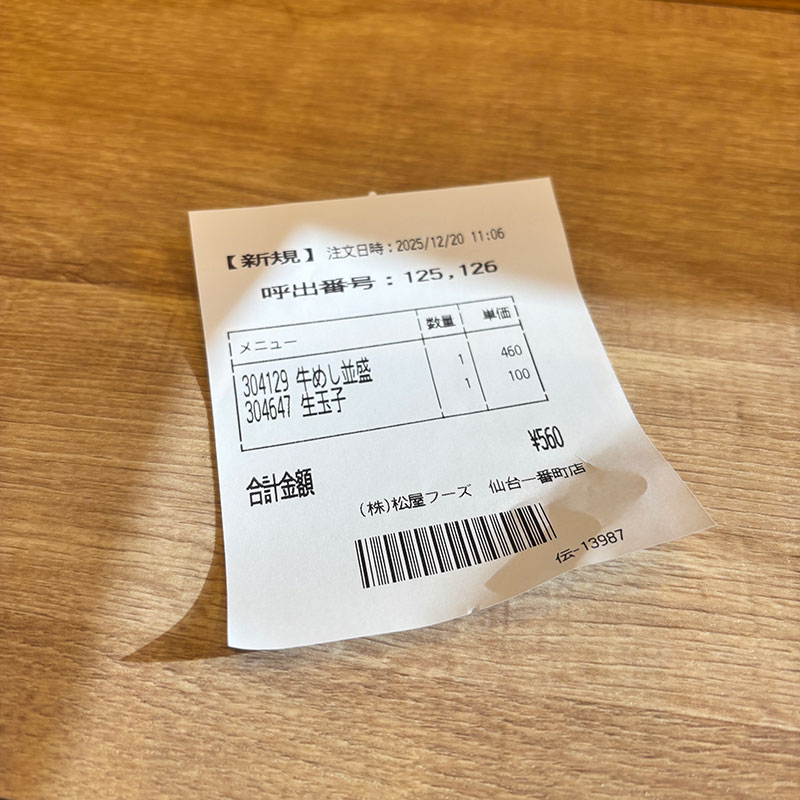 【新規】注文日時：2025/12/20 11:06
呼出番号：125,126
メニュー 数量 単価
304129 牛めし並盛 1 460
304647 生玉子 1 100
合計金額 ¥560
(株)松屋フーズ 仙台一番町店
伝-13987